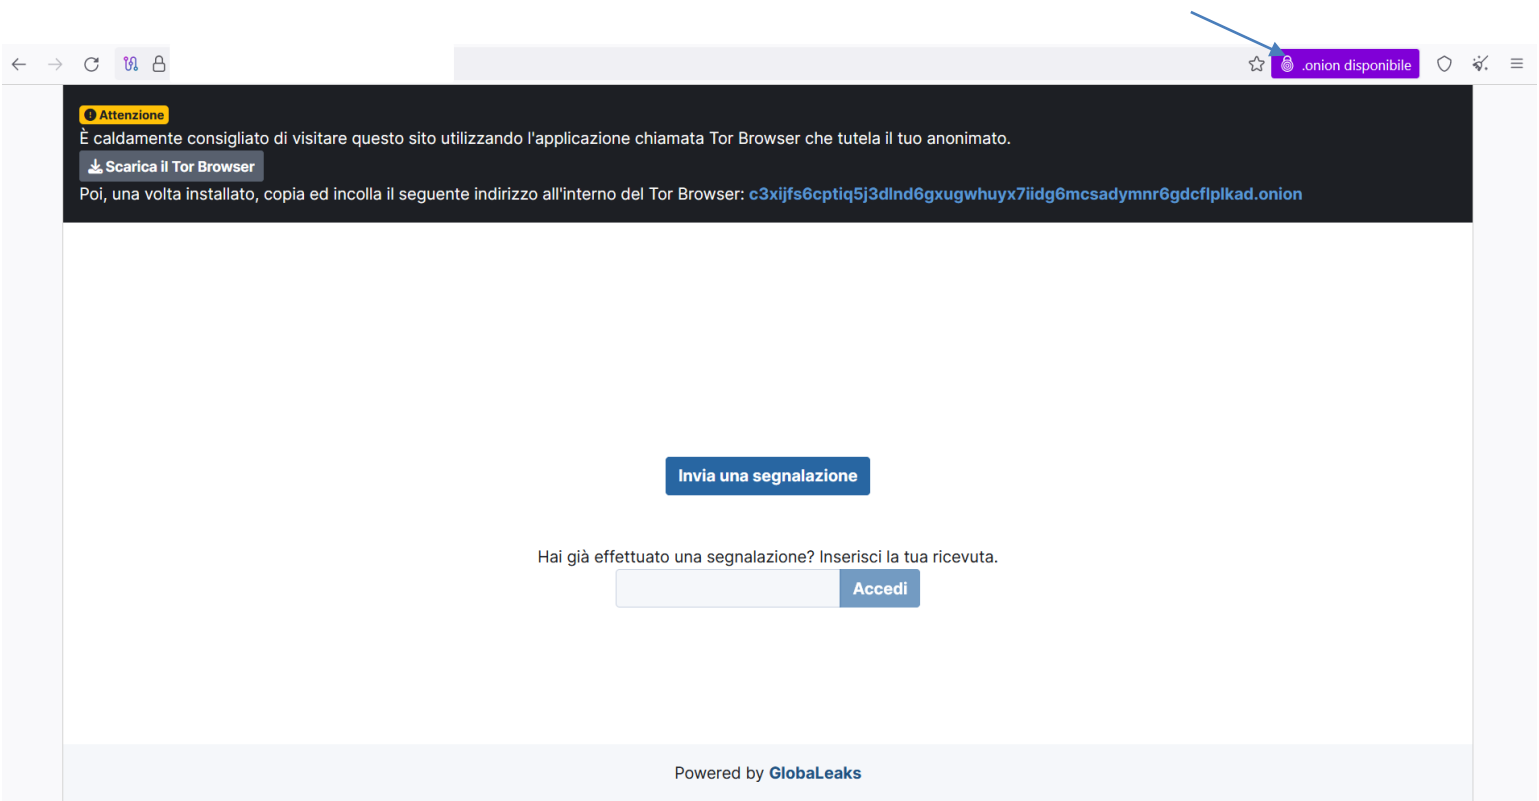 .onion disponibile
Attenzione
È caldamente consigliato di visitare questo sito utilizzando l'applicazione chiamata Tor Browser che tutela il tuo anonimato.
Scarica il Tor Browser
Poi, una volta installato, copia ed incolla il seguente indirizzo all'interno del Tor Browser: c3xijfs6cptiq5j3dlnd6gxugwhuyx7iidg6mcsadymnr6gdcflplkad.onion
Invia una segnalazione
Hai già effettuato una segnalazione? Inserisci la tua ricevuta.
Accedi
Powered by GlobaLeaks